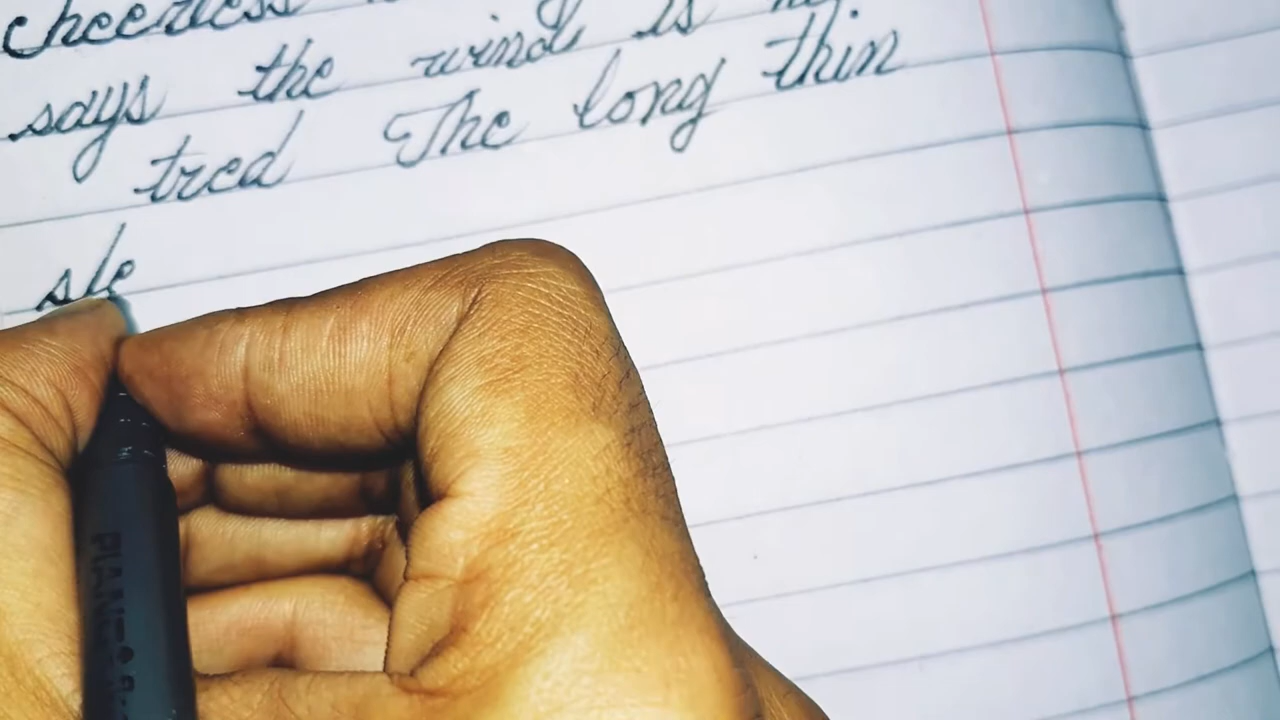 cheerless
says the wind is
tred The long thin
sle